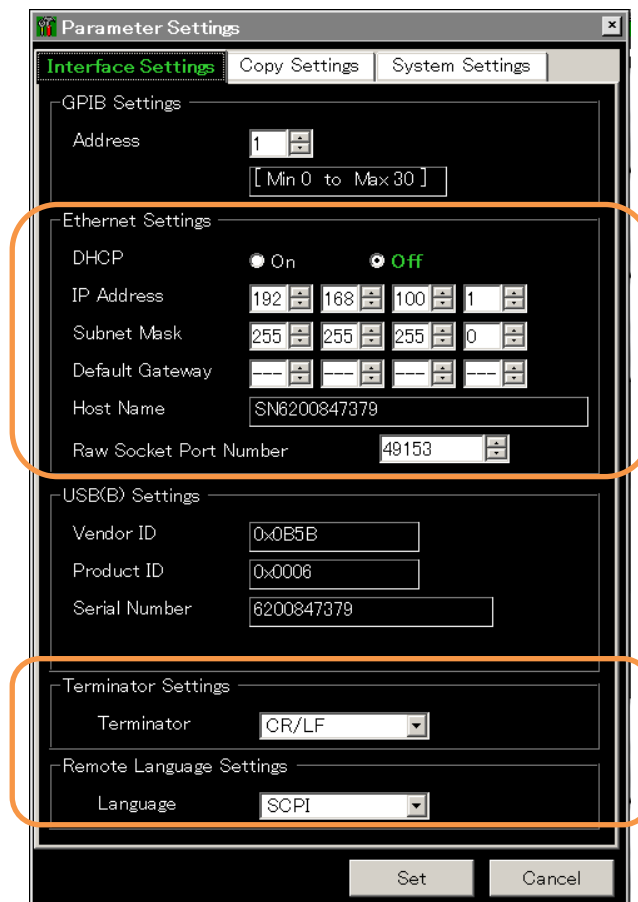 Parameter Settings
Interface Settings Copy Settings System Settings
GPIB Settings
Address 1
[ Min 0 to Max 30 ]
Ethernet Settings
DHCP On Off
IP Address 192 168 100 1
Subnet Mask 255 255 255 0
Default Gateway --- --- --- ---
Host Name SN6200847379
Raw Socket Port Number 49153
USB(B) Settings
Vendor ID 0x0B5B
Product ID 0x0006
Serial Number 6200847379
Terminator Settings
Terminator CR/LF
Remote Language Settings
Language SCPI
Set Cancel